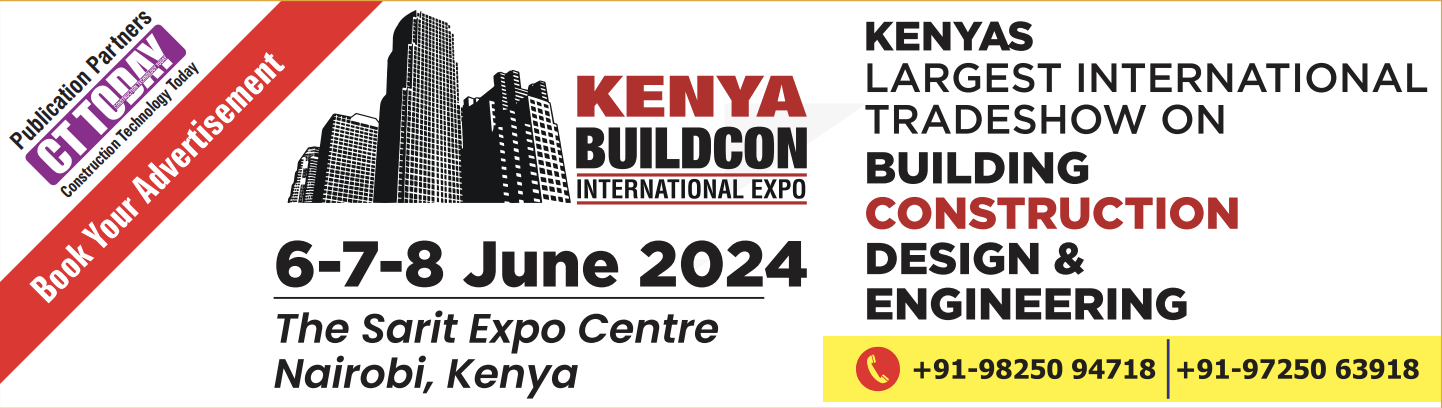 Publication Partners
CT TODAY
Construction Technology Today
Book Your Advertisement
KENYA
BUILDCON
INTERNATIONAL EXPO
6-7-8 June 2024
The Sarit Expo Centre
Nairobi, Kenya
KENYAS
LARGEST INTERNATIONAL
TRADESHOW ON
BUILDING
CONSTRUCTION
DESIGN &
ENGINEERING
+91-98250 94718 | +91-97250 63918